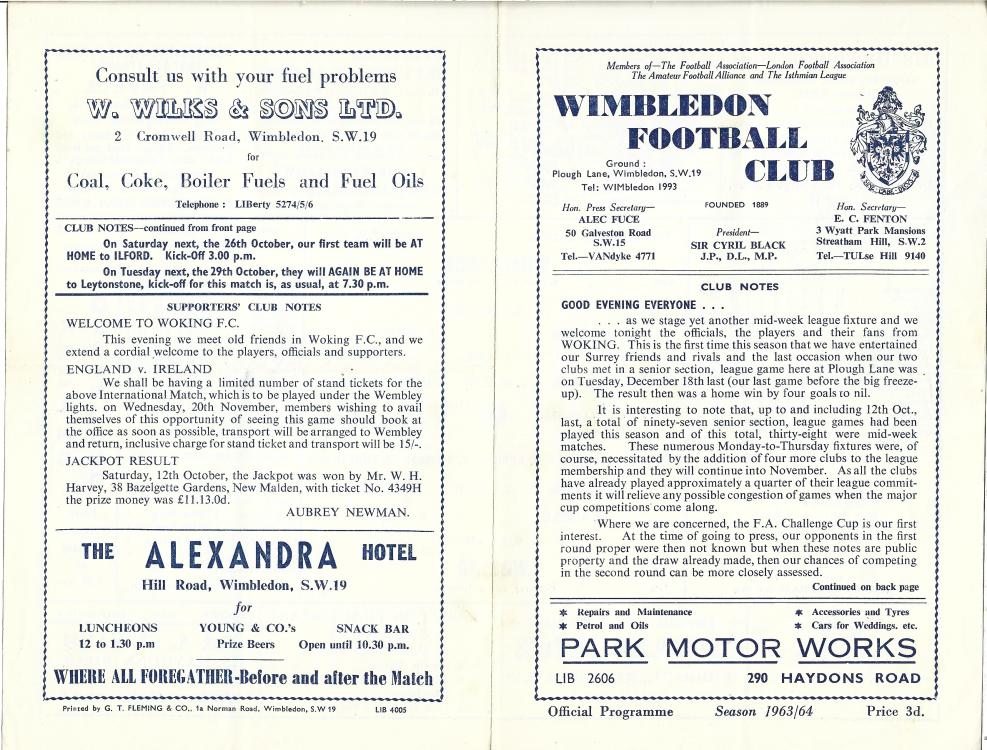 Consult us with your fuel problems
W. WILKS & SONS LTD.
2 Cromwell Road, Wimbledon, S.W.19
for
Coal, Coke, Boiler Fuels and Fuel Oils
Telephone : LIBerty 5274/5/6
CLUB NOTES—continued from front page
On Saturday next, the 26th October, our first team will be AT
HOME to ILFORD. Kick-Off 3.00 p.m.
On Tuesday next, the 29th October, they will AGAIN BE AT HOME
to Leytonstone, kick-off for this match is, as usual, at 7.30 p.m.
SUPPORTERS' CLUB NOTES
WELCOME TO WOKING F.C.
This evening we meet old friends in Woking F.C., and we
extend a cordial welcome to the players, officials and supporters.
ENGLAND v. IRELAND
We shall be having a limited number of stand tickets for the
above International Match, which is to be played under the Wembley
lights. on Wednesday, 20th November, members wishing to avail
themselves of this opportunity of seeing this game should book at
the office as soon as possible, transport will be arranged to Wembley
and return, inclusive charge for stand ticket and transport will be 15/-.
JACKPOT RESULT
Saturday, 12th October, the Jackpot was won by Mr. W. H.
Harvey, 38 Bazelgette Gardens, New Malden, with ticket No. 4349H
the prize money was £11.13.0d.
AUBREY NEWMAN.
THE ALEXANDRA HOTEL
Hill Road, Wimbledon, S.W.19
for
LUNCHEONS YOUNG & CO.'s SNACK BAR
12 to 1.30 p.m Prize Beers Open until 10.30 p.m.
WHERE ALL FOREGATHER-Before and after the Match
Printed by G. T. FLEMING & CO., 1a Norman Road, Wimbledon, S.W 19 LIB 4005
Members of—The Football Association—London Football Association
The Amateur Football Alliance and The Isthmian League
WIMBLEDON
FOOTBALL
CLUB
Ground :
Plough Lane, Wimbledon, S.W.19
Tel: WIMbledon 1993
FOUNDED 1889
Hon. Press Secretary—
ALEC FUCE
50 Galveston Road
S.W.15
Tel.—VANdyke 4771
President—
SIR CYRIL BLACK
J.P., D.L., M.P.
Hon. Secretary—
E. C. FENTON
3 Wyatt Park Mansions
Streatham Hill, S.W.2
Tel.—TULse Hill 9140
CLUB NOTES
GOOD EVENING EVERYONE . . .
. . . as we stage yet another mid-week league fixture and we
welcome tonight the officials, the players and their fans from
WOKING. This is the first time this season that we have entertained
our Surrey friends and rivals and the last occasion when our two
clubs met in a senior section, league game here at Plough Lane was
on Tuesday, December 18th last (our last game before the big freeze-
up). The result then was a home win by four goals to nil.
It is interesting to note that, up to and including 12th Oct.,
last, a total of ninety-seven senior section, league games had been
played this season and of this total, thirty-eight were mid-week
matches. These numerous Monday-to-Thursday fixtures were, of
course, necessitated by the addition of four more clubs to the league
membership and they will continue into November. As all the clubs
have already played approximately a quarter of their league commit-
ments it will relieve any possible congestion of games when the major
cup competitions come along.
Where we are concerned, the F.A. Challenge Cup is our first
interest. At the time of going to press, our opponents in the first
round proper were then not known but when these notes are public
property and the draw already made, then our chances of competing
in the second round can be more closely assessed.
Continued on back page
* Repairs and Maintenance * Accessories and Tyres
* Petrol and Oils * Cars for Weddings. etc.
PARK MOTOR WORKS
LIB 2606 290 HAYDONS ROAD
Official Programme Season 1963/64 Price 3d.